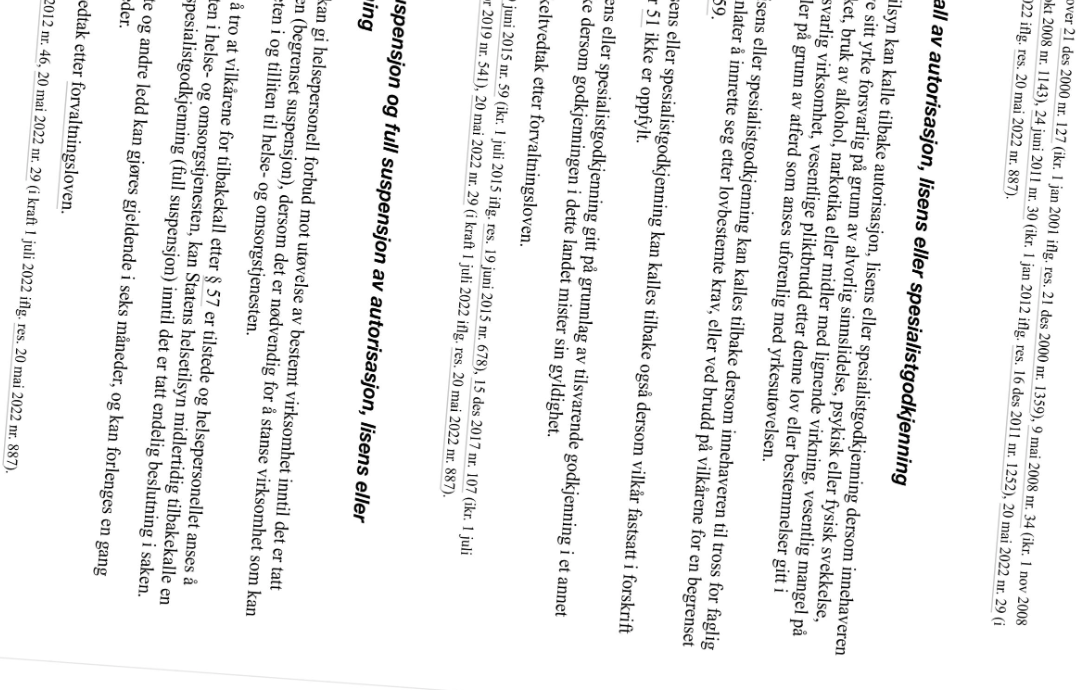 over 21 des 2000 nr. 127 (ikr. 1 jan 2001 iflg. res. 21 des 2000 nr. 1359), 9 mai 2008 nr. 34 (ikr. 1 nov 2008
okt 2008 nr. 1143), 24 juni 2011 nr. 30 (ikr. 1 jan 2012 iflg. res. 16 des 2011 nr. 1252), 20 mai 2022 nr. 29 (i
022 iflg. res. 20 mai 2022 nr. 887).
all av autorisasjon, lisens eller spesialistgodkjenning
ilsyn kan kalle tilbake autorisasjon, lisens eller spesialistgodkjenning dersom innehaveren
re sitt yrke forsvarlig på grunn av alvorlig sinnslidelse, psykisk eller fysisk svekkelse,
ket, bruk av alkohol, narkotika eller midler med lignende virkning, vesentlig mangel på
svarlig virksomhet, vesentlige pliktbrudd etter denne lov eller bestemmelser gitt i
ler på grunn av atferd som anses uforenlig med yrkesutøvelsen.
isens eller spesialistgodkjenning kan kalles tilbake dersom innehaveren til tross for faglig
nlater å innrette seg etter lovbestemte krav, eller ved brudd på vilkårene for en begrenset
59.
sens eller spesialistgodkjenning kan kalles tilbake også dersom vilkår fastsatt i forskrift
r 51 ikke er oppfylt.
ens eller spesialistgodkjenning gitt på grunnlag av tilsvarende godkjenning i et annet
ke dersom godkjenningen i dette landet mister sin gyldighet.
keltvedtak etter forvaltningsloven.
juni 2015 nr. 59 (ikr. 1 juli 2015 iflg. res. 19 juni 2015 nr. 678), 15 des 2017 nr. 107 (ikr. 1 juli
r 2019 nr. 541), 20 mai 2022 nr. 29 (i kraft 1 juli 2022 iflg. res. 20 mai 2022 nr. 887).
uspensjon og full suspensjon av autorisasjon, lisens eller
ning
kan gi helsepersonell forbud mot utøvelse av bestemt virksomhet inntil det er tatt
en (begrenset suspensjon), dersom det er nødvendig for å stanse virksomhet som kan
eten i og tilliten til helse- og omsorgstjenesten.
å tro at vilkårene for tilbakekall etter § 57 er tilstede og helsepersonellet anses å
ten i helse- og omsorgstjenesten, kan Statens helsetilsyn midlertidig tilbakekalle en
spesialistgodkjenning (full suspensjon) inntil det er tatt endelig beslutning i saken.
te og andre ledd kan gjøres gjeldende i seks måneder, og kan forlenges en gang
eder.
edtak etter forvaltningsloven.
2012 nr. 46, 20 mai 2022 nr. 29 (i kraft 1 juli 2022 iflg. res. 20 mai 2022 nr. 887).